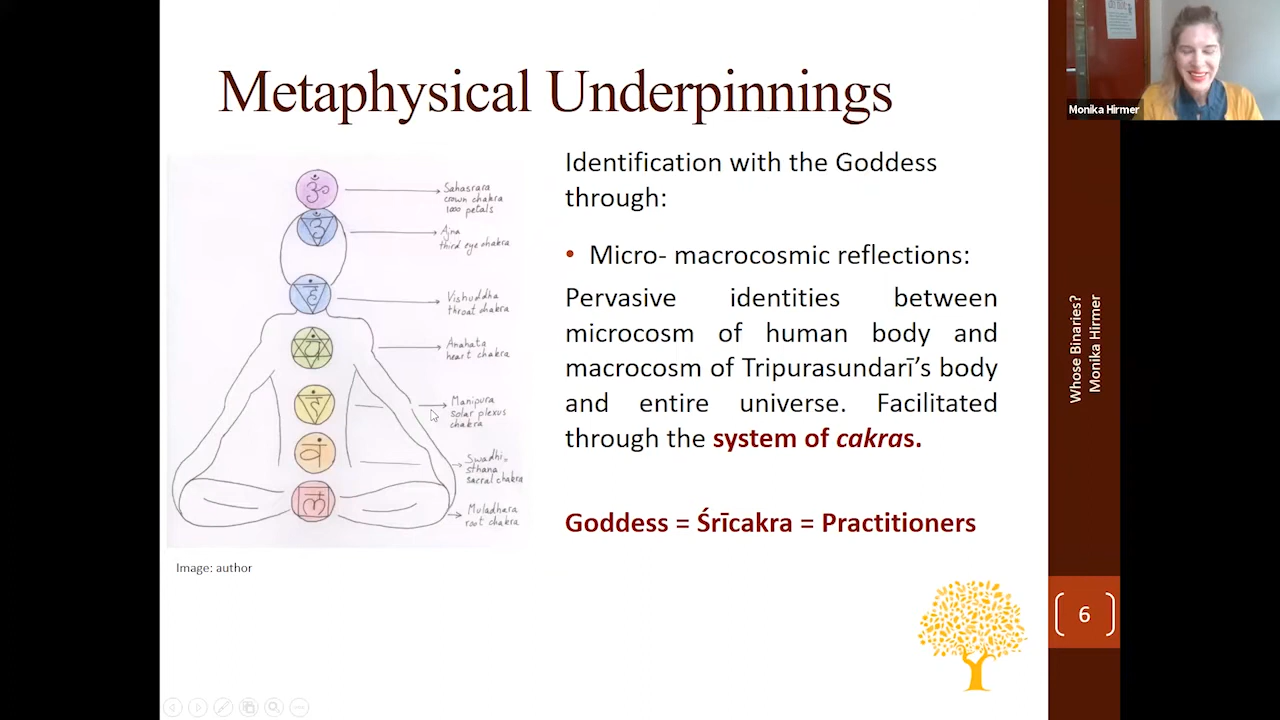 Metaphysical Underpinnings
ॐ
Sahasrara
crown chakra
1000 petals
Ajna
third eye chakra
Vishuddha
throat chakra
Anahata
heart chakra
Manipura
solar plexus
chakra
Swadhi=
sthana
sacral chakra
Muladhara
root chakra
Image: author
Identification with the Goddess
through:
• Micro- macrocosmic reflections:
Pervasive identities between
microcosm of human body and
macrocosm of Tripurasundarī’s body
and entire universe. Facilitated
through the system of cakras.
Goddess = Śrīcakra = Practitioners
Monika Hirmer
Whose Binaries?
Monika Hirmer
6